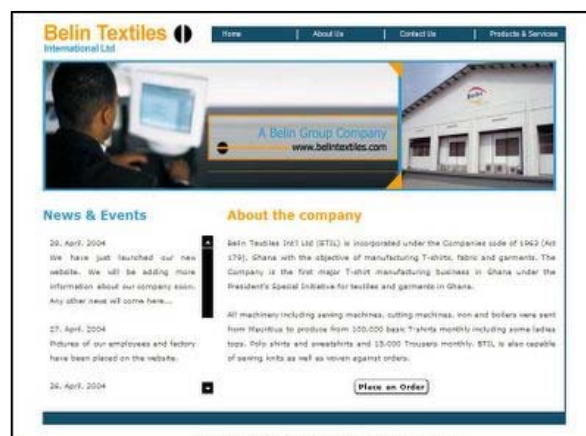 Belin Textiles
International Ltd
Home | About Us | Contact Us | Products & Services
A Belin Group Company
www.belintextiles.com
Belin
News & Events
28. April. 2004
We have just launched our new
website. We will be adding more
information about our company soon.
Any other news will come here...
27. April. 2004
Pictures of our employees and factory
have been placed on the website.
26. April. 2004
About the company
Belin Textiles Int'l Ltd (BTIL) is incorporated under the Companies code of 1963 (Act
179), Ghana with the objective of manufacturing T-shirts, fabric and garments. The
Company is the first major T-shirt manufacturing business in Ghana under the
President's Special Initiative for textiles and garments in Ghana.
All machinery including sewing machines, cutting machines, iron and boilers were sent
from Mauritius to produce from 100,000 basic T-shirts monthly including some ladies
tops, Polo shirts and sweatshirts and 15,000 Trousers monthly. BTIL is also capable
of sewing knits as well as woven against orders.
Place an Order